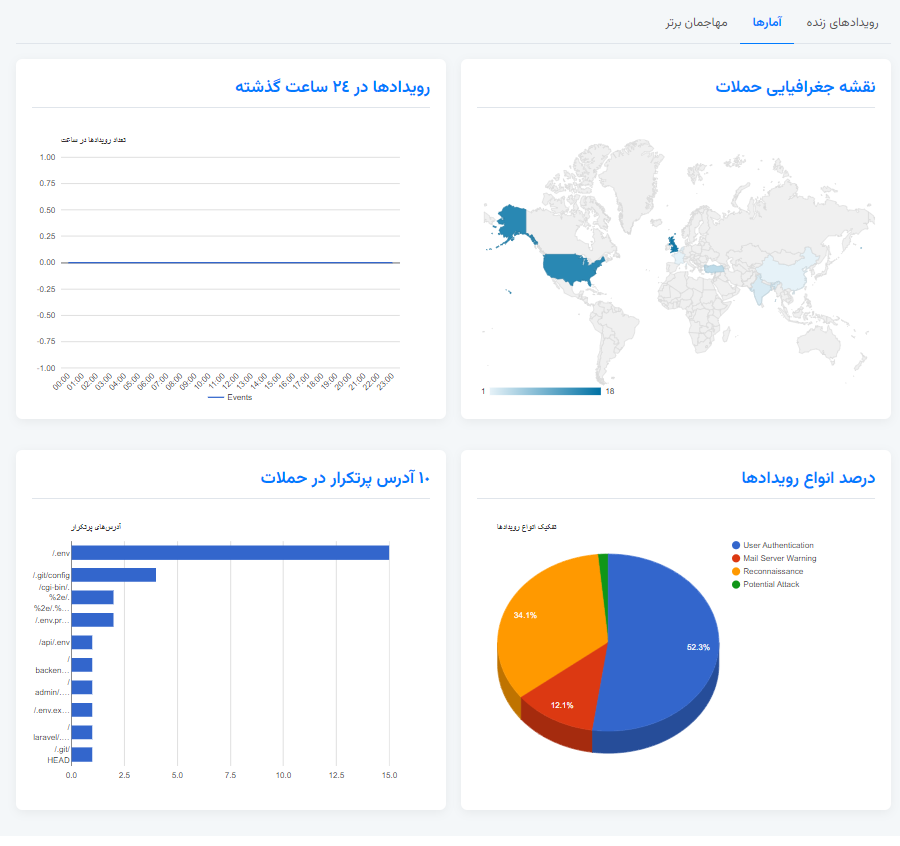 رویدادهای زنده
آمارها
مهاجمان برتر
نقشه جغرافیایی حملات
1
18
رویدادها در ٢٤ ساعت گذشته
تعداد رویدادها در ساعت
1.00
0.75
0.50
0.25
0.00
-0.25
-0.50
-0.75
-1.00
00:00
01:00
02:00
03:00
04:00
05:00
06:00
07:00
08:00
09:00
10:00
11:00
12:00
13:00
14:00
15:00
16:00
17:00
18:00
19:00
20:00
21:00
22:00
23:00
Events
درصد انواع رویدادها
تفکیک انواع رویدادها
User Authentication
Mail Server Warning
Reconnaissance
Potential Attack
34.1%
52.3%
12.1%
١٠ آدرس پرتکرار در حملات
آدرس‌های پرتکرار
/.env
/.git/config
/cgi-bin/.
%2e/.
%2e/.%...
/.env.pr...
/api/.env
/
backen...
/
admin/....
/.env.ex...
/
laravel/....
/.git/
HEAD
0.0
2.5
5.0
7.5
10.0
12.5
15.0